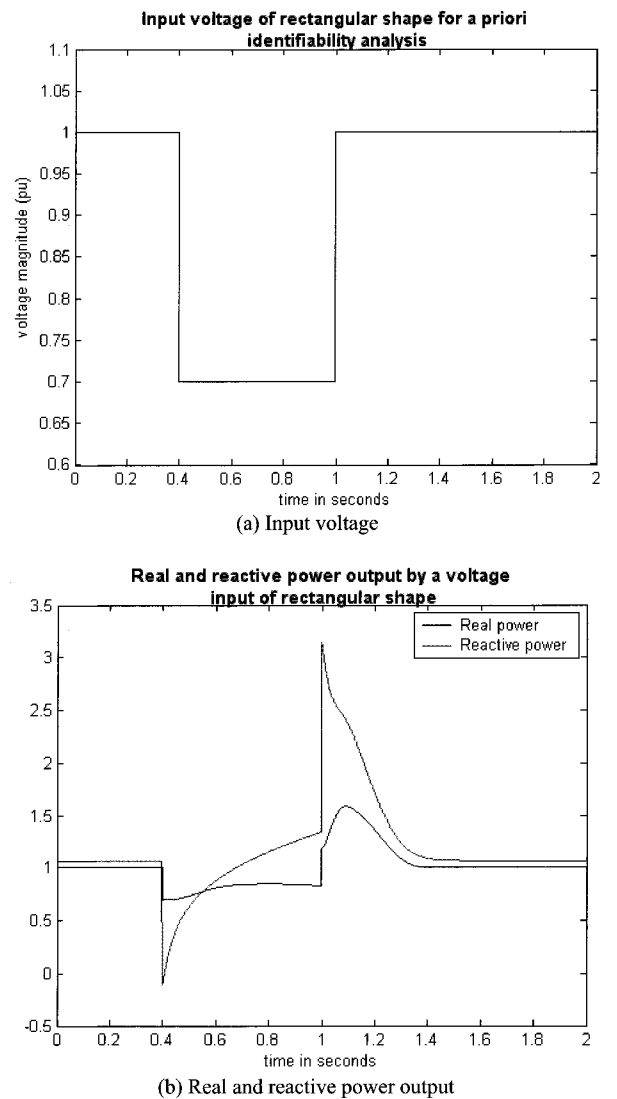 Input voltage of rectangular shape for a priori
identifiability analysis
1.1
1.05
1
0.95
0.9
0.85
0.8
0.75
0.7
0.65
0.6
voltage magnitude (pu)
0 0.2 0.4 0.6 0.8 1 1.2 1.4 1.6 1.8 2
time in seconds
(a) Input voltage
Real and reactive power output by a voltage
input of rectangular shape
3.5
3
2.5
2
1.5
1
0.5
0
-0.5
Real power
Reactive power
0 0.2 0.4 0.6 0.8 1 1.2 1.4 1.6 1.8 2
time in seconds
(b) Real and reactive power output